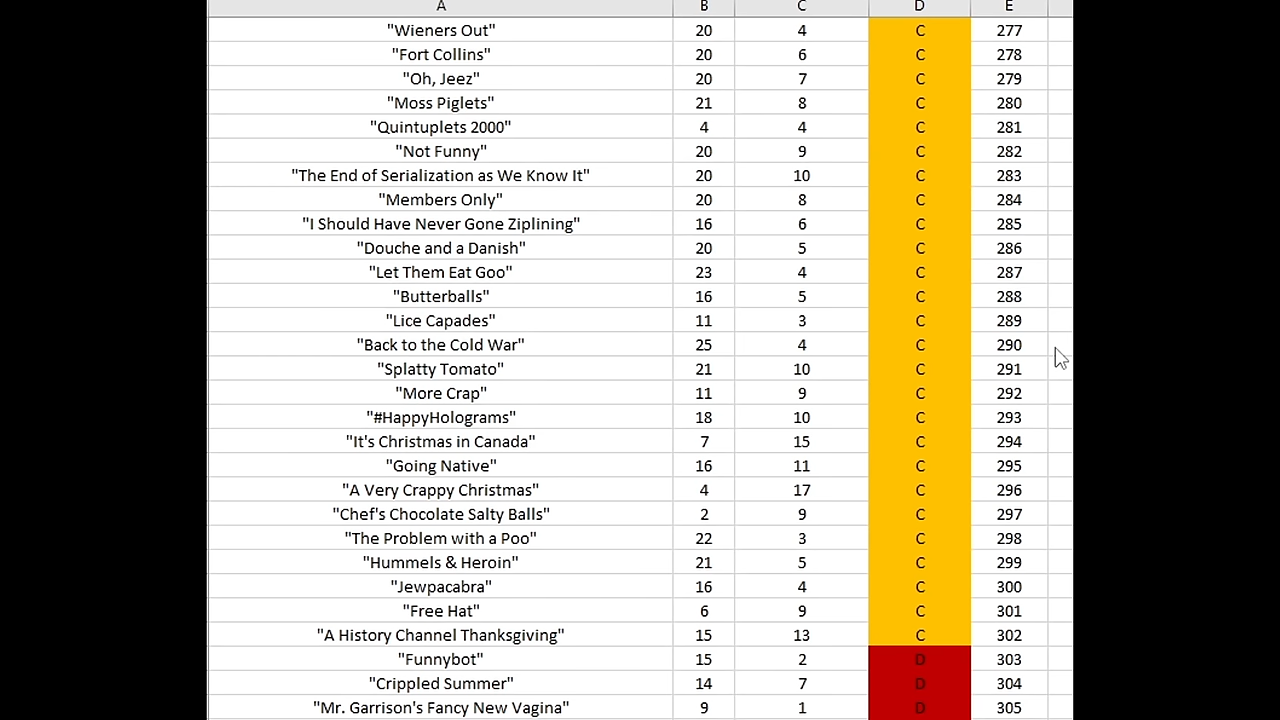 A B C D E
"Wieners Out" 20 4 C 277
"Fort Collins" 20 6 C 278
"Oh, Jeez" 20 7 C 279
"Moss Piglets" 21 8 C 280
"Quintuplets 2000" 4 4 C 281
"Not Funny" 20 9 C 282
"The End of Serialization as We Know It" 20 10 C 283
"Members Only" 20 8 C 284
"I Should Have Never Gone Ziplining" 16 6 C 285
"Douche and a Danish" 20 5 C 286
"Let Them Eat Goo" 23 4 C 287
"Butterballs" 16 5 C 288
"Lice Capades" 11 3 C 289
"Back to the Cold War" 25 4 C 290
"Splatty Tomato" 21 10 C 291
"More Crap" 11 9 C 292
"#HappyHolograms" 18 10 C 293
"It's Christmas in Canada" 7 15 C 294
"Going Native" 16 11 C 295
"A Very Crappy Christmas" 4 17 C 296
"Chef's Chocolate Salty Balls" 2 9 C 297
"The Problem with a Poo" 22 3 C 298
"Hummels & Heroin" 21 5 C 299
"Jewpacabra" 16 4 C 300
"Free Hat" 6 9 C 301
"A History Channel Thanksgiving" 15 13 C 302
"Funnybot" 15 2 D 303
"Crippled Summer" 14 7 D 304
"Mr. Garrison's Fancy New Vagina" 9 1 D 305